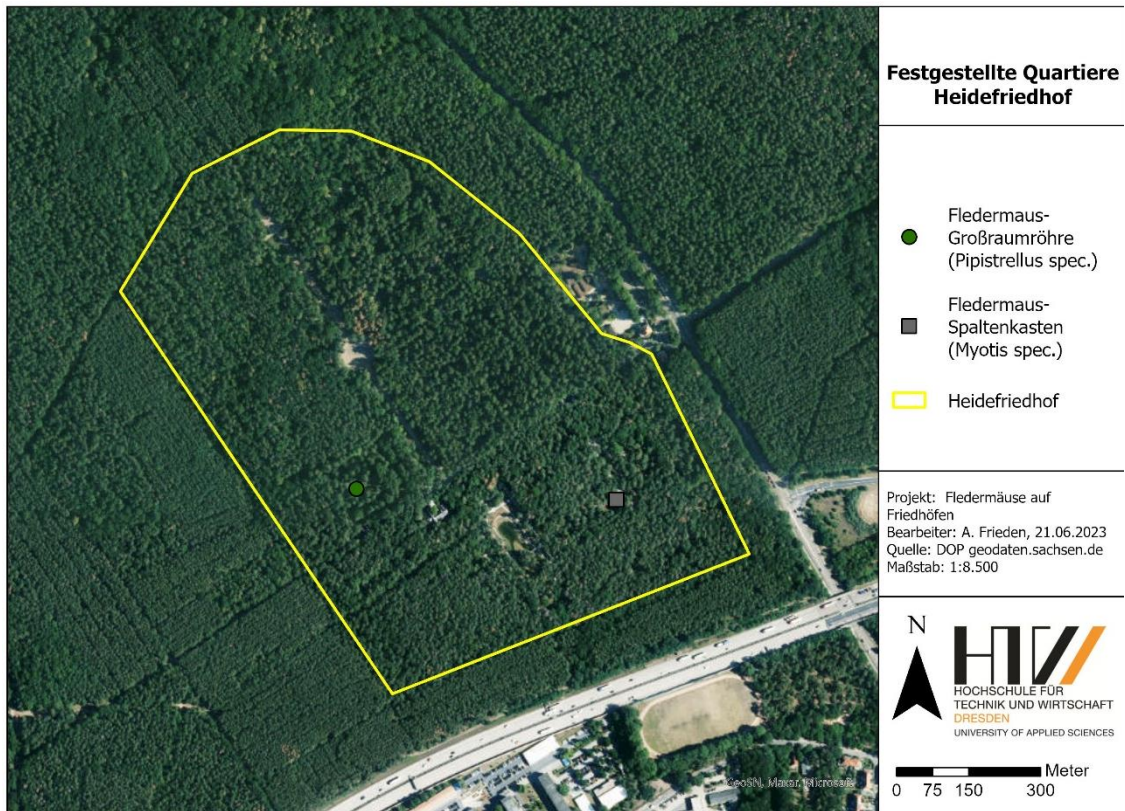 Festgestellte Quartiere
Heidefriedhof
Fledermaus-
Großraumröhre
(Pipistrellus spec.)
Fledermaus-
Spaltenkasten
(Myotis spec.)
Heidefriedhof
Projekt: Fledermäuse auf
Friedhöfen
Bearbeiter: A. Frieden, 21.06.2023
Quelle: DOP geodaten.sachsen.de
Maßstab: 1:8.500
N
HTW
HOCHSCHULE FÜR
TECHNIK UND WIRTSCHAFT
DRESDEN
UNIVERSITY OF APPLIED SCIENCES
Meter
0 75 150 300
GeoSN, Maxar, Microsoft